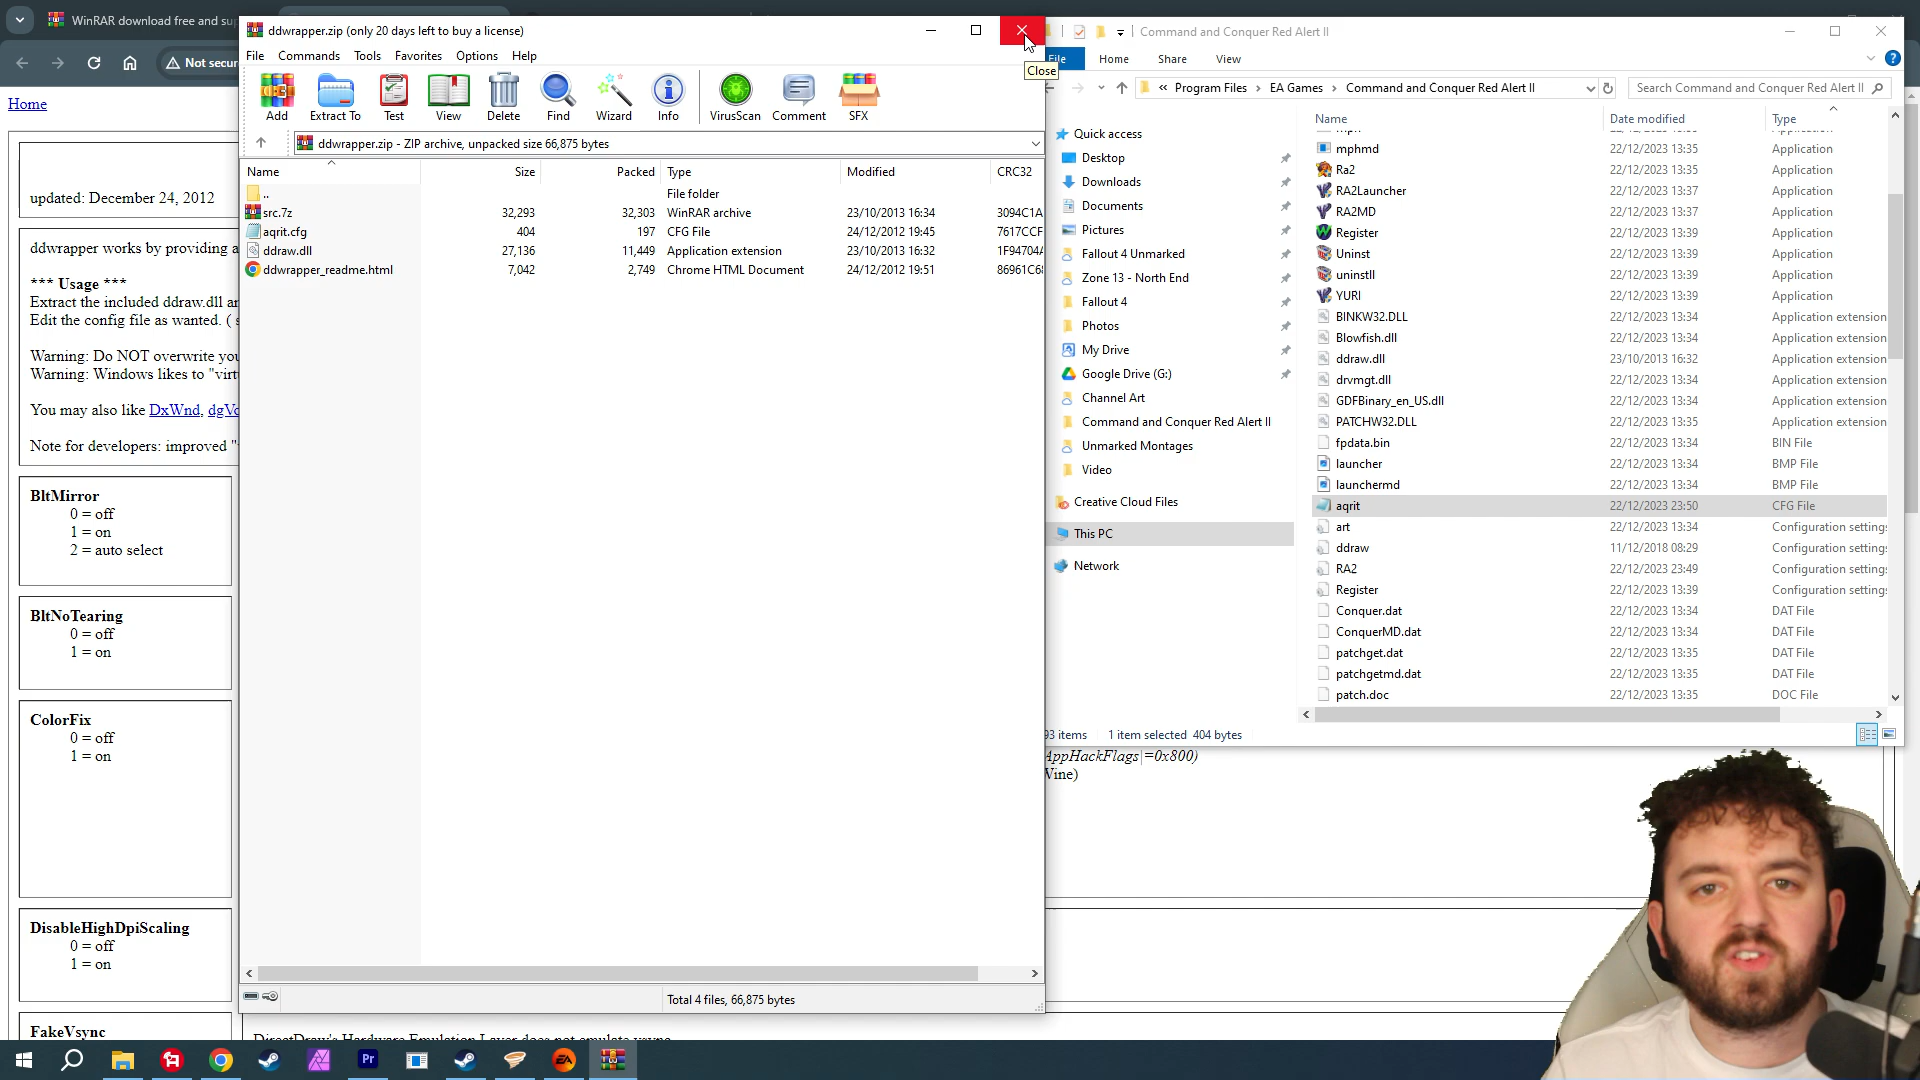 WinRAR download free and sup
Not secur
Home
updated: December 24, 2012
ddwrapper works by providing a
*** Usage ***
Extract the included ddraw.dll an
Edit the config file as wanted. ( s
Warning: Do NOT overwrite you
Warning: Windows likes to "virt
You may also like DxWnd, dgVo
Note for developers: improved "v
BltMirror
0 = off
1 = on
2 = auto select
BltNoTearing
0 = off
1 = on
ColorFix
0 = off
1 = on
DisableHighDpiScaling
0 = off
1 = on
FakeVsync
ddwrapper.zip (only 20 days left to buy a license)
File Commands Tools Favorites Options Help
Close
Add Extract To Test View Delete Find Wizard Info VirusScan Comment SFX
ddwrapper.zip - ZIP archive, unpacked size 66,875 bytes
Name Size Packed Type Modified CRC32
.. File folder
src.7z 32,293 32,303 WinRAR archive 23/10/2013 16:34 3094C1A
aqrit.cfg 404 197 CFG File 24/12/2012 19:45 7617CCF
ddraw.dll 27,136 11,449 Application extension 23/10/2013 16:32 1F94704A
ddwrapper_readme.html 7,042 2,749 Chrome HTML Document 24/12/2012 19:51 86961C68
Total 4 files, 66,875 bytes
Command and Conquer Red Alert II
File Home Share View
« Program Files > EA Games > Command and Conquer Red Alert II
Search Command and Conquer Red Alert II
Quick access
Desktop
Downloads
Documents
Pictures
Fallout 4 Unmarked
Zone 13 - North End
Fallout 4
Photos
My Drive
Google Drive (G:)
Channel Art
Command and Conquer Red Alert II
Unmarked Montages
Video
Creative Cloud Files
This PC
Network
Name Date modified Type
mphmd 22/12/2023 13:35 Application
Ra2 22/12/2023 13:35 Application
RA2Launcher 22/12/2023 13:37 Application
RA2MD 22/12/2023 13:37 Application
Register 22/12/2023 13:39 Application
Uninst 22/12/2023 13:39 Application
uninstll 22/12/2023 13:39 Application
YURI 22/12/2023 13:39 Application
BINKW32.DLL 22/12/2023 13:34 Application extension
Blowfish.dll 22/12/2023 13:34 Application extension
ddraw.dll 23/10/2013 16:32 Application extension
drvmgt.dll 22/12/2023 13:34 Application extension
GDFBinary_en_US.dll 22/12/2023 13:34 Application extension
PATCHW32.DLL 22/12/2023 13:35 Application extension
fpdata.bin 22/12/2023 13:34 BIN File
launcher 22/12/2023 13:34 BMP File
launchermd 22/12/2023 13:34 BMP File
aqrit 22/12/2023 23:50 CFG File
art 22/12/2023 13:34 Configuration settings
ddraw 11/12/2018 08:29 Configuration settings
RA2 22/12/2023 23:49 Configuration settings
Register 22/12/2023 13:39 Configuration settings
Conquer.dat 22/12/2023 13:34 DAT File
ConquerMD.dat 22/12/2023 13:34 DAT File
patchget.dat 22/12/2023 13:35 DAT File
patchgetmd.dat 22/12/2023 13:35 DAT File
patch.doc 22/12/2023 13:35 DOC File
93 items 1 item selected 404 bytes
AppHackFlags|=0x800)
Wine)
DirectDraw's Hardware Emulation Layer does not emulate vsync
Pr
EA